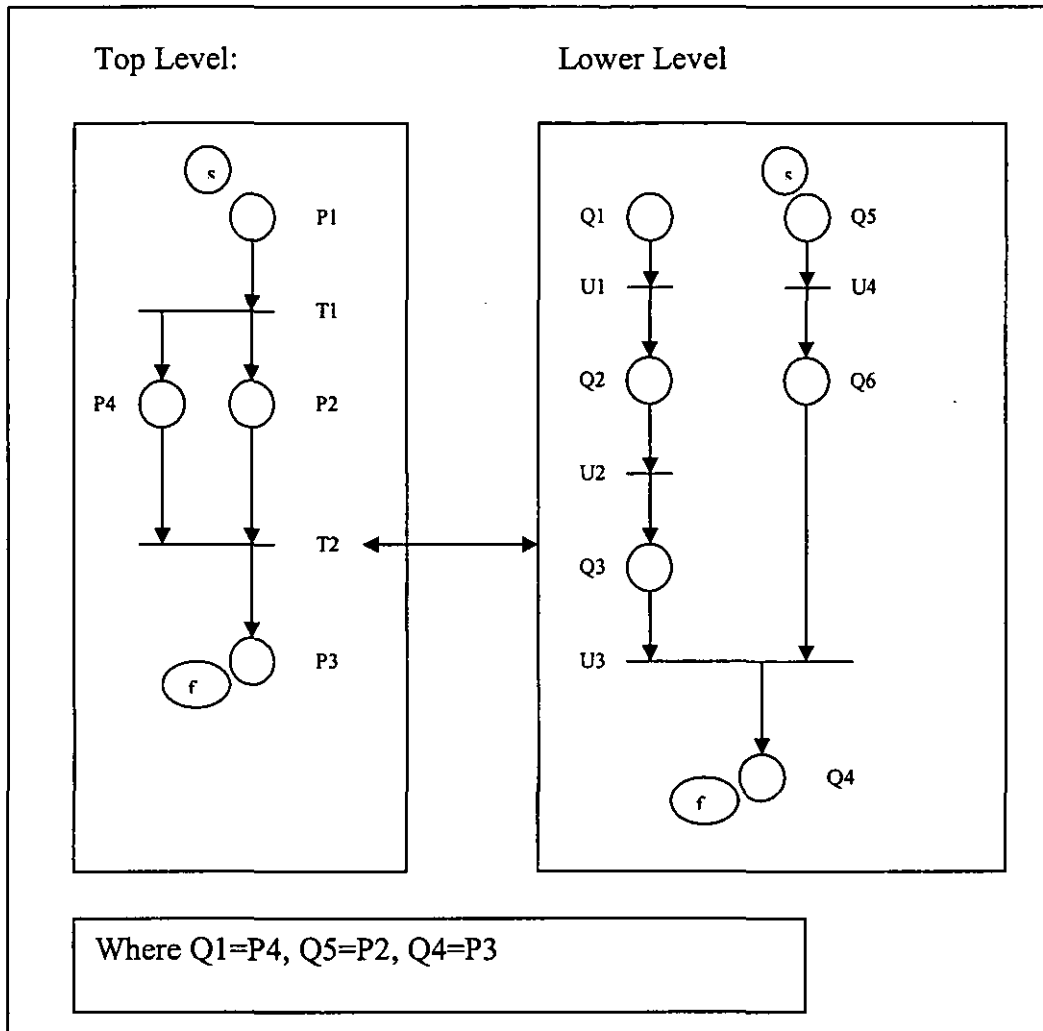 Top Level:
Lower Level
s
P1
T1
P4
P2
T2
P3
f
s
Q1
Q5
U1
U4
Q2
Q6
U2
Q3
U3
Q4
f
Where Q1=P4, Q5=P2, Q4=P3